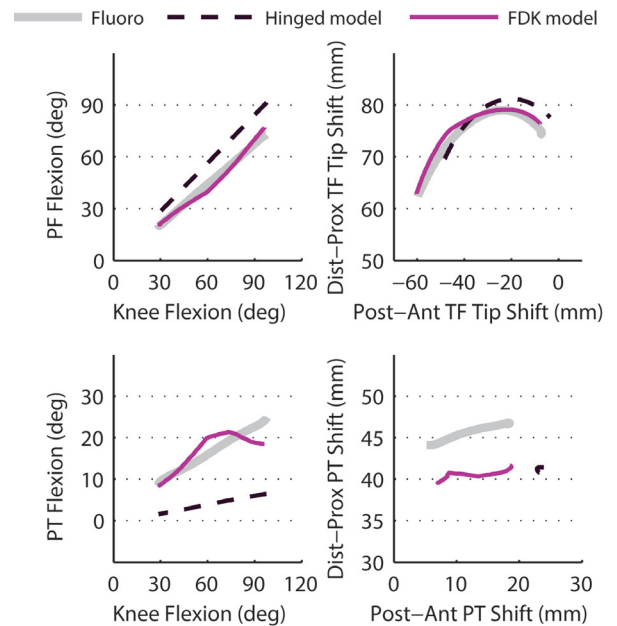 Fluoro Hinged model FDK model
PF Flexion (deg)
90
60
30
0
0 30 60 90 120
Knee Flexion (deg)
Dist–Prox TF Tip Shift (mm)
80
70
60
50
−60 −40 −20 0
Post–Ant TF Tip Shift (mm)
PT Flexion (deg)
30
20
10
0
0 30 60 90 120
Knee Flexion (deg)
Dist–Prox PT Shift (mm)
50
45
40
35
30
0 10 20 30
Post–Ant PT Shift (mm)